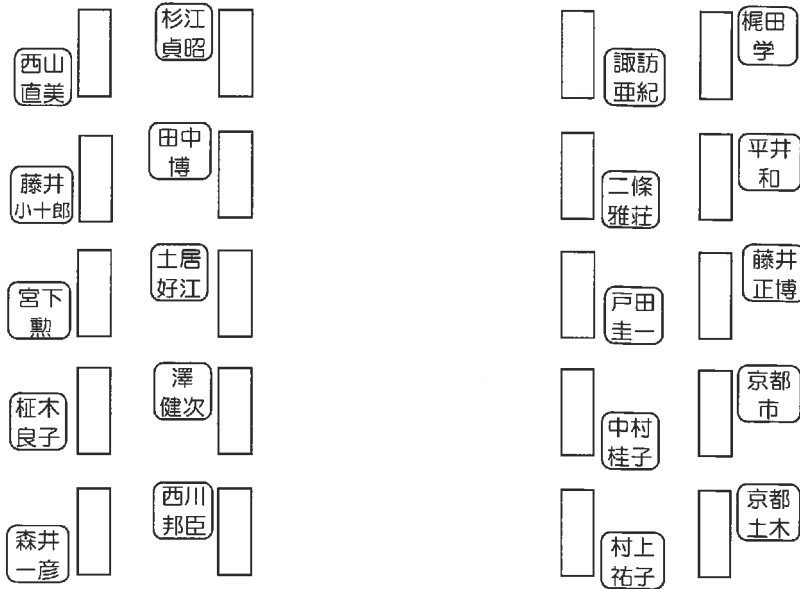 杉江
貞昭
西山
直美
田中
博
藤井
小十郎
土居
好江
宮下
勲
澤
健次
柾木
良子
西川
邦臣
森井
一彦
梶田
学
諏訪
亜紀
平井
和
二條
雅荘
藤井
正博
戸田
圭一
京都
市
中村
桂子
京都
土木
村上
祐子